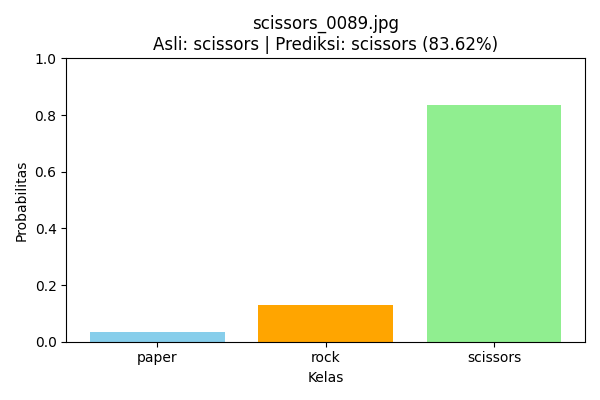 scissors_0089.jpg
Asli: scissors | Prediksi: scissors (83.62%)
1.0
0.8
0.6
0.4
0.2
0.0
Probabilitas
paper
rock
scissors
Kelas